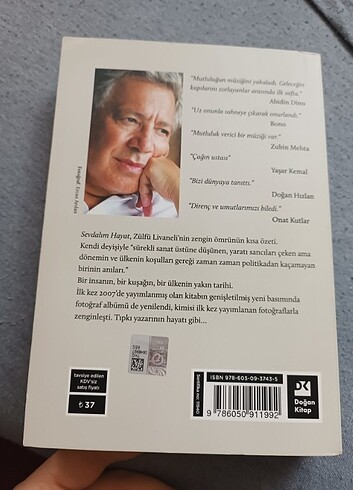 "Mutluluğun müziğini yakaladı. Geleceğin
kapılarını zorlayanlar arasında ilk safta."
Abidin Dino
"Uz onunla sahneye çıkarak onurlandı."
Bono
"Mutluluk verici bir müziği var."
Zubin Mehta
"Çağın ustası"
Yaşar Kemal
"Bizi dünyaya tanıttı."
Doğan Hızlan
"Direnç ve umutlarımızı biledi."
Onat Kutlar
Fotoğraf: Ercan Arslan
Sevdalım Hayat, Zülfü Livaneli'nin zengin ömrünün kısa özeti.
Kendi deyişiyle "sürekli sanat üstüne düşünen, yaratı sancıları çeken ama
dönemin ve ülkenin koşulları gereği zaman zaman politikadan kaçamayan
birinin anıları."
Bir insanın, bir kuşağın, bir ülkenin yakın tarihi.
İlk kez 2007'de yayımlanmış olan kitabın genişletilmiş yeni basımında
fotoğraf albümü de yenilendi, kimisi ilk kez yayımlanan fotoğraflarla
zenginleşti. Tıpkı yazarının hayatı gibi...
tavsiye edilen
KDV'siz
satış fiyatı
₺ 37
ISBN 978-605-09-3743-5
9 786050 911992
DK
Doğan
Kitap